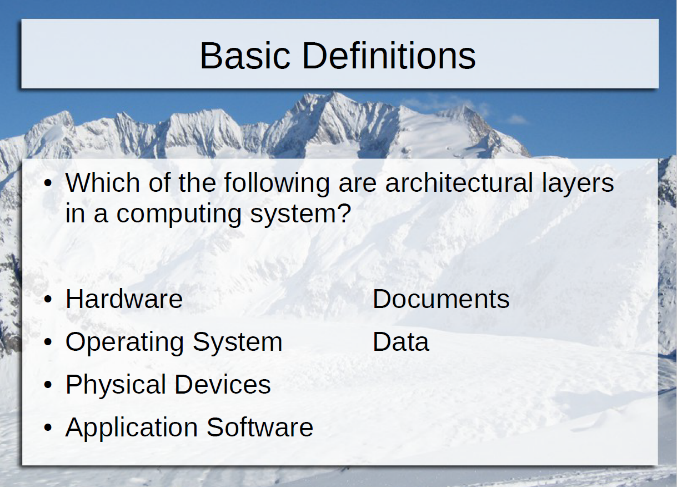 Basic Definitions
• Which of the following are architectural layers
in a computing system?
• Hardware Documents
• Operating System Data
• Physical Devices
• Application Software